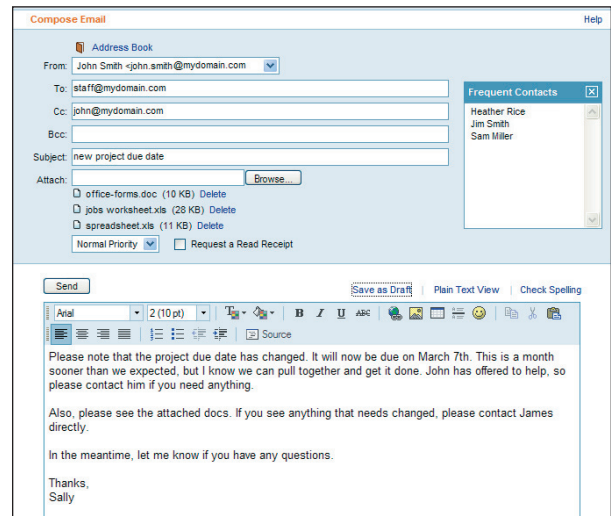 Compose Email
Help
Address Book
From: John Smith <john.smith@mydomain.com
To: staff@mydomain.com
Cc: john@mydomain.com
Bcc:
Subject: new project due date
Attach: Browse...
office-forms.doc (10 KB) Delete
jobs worksheet.xls (28 KB) Delete
spreadsheet.xls (11 KB) Delete
Normal Priority Request a Read Receipt
Frequent Contacts
Heather Rice
Jim Smith
Sam Miller
Send
Save as Draft | Plain Text View | Check Spelling
Arial 2 (10 pt) B I U ABC
Source
Please note that the project due date has changed. It will now be due on March 7th. This is a month
sooner than we expected, but I know we can pull together and get it done. John has offered to help, so
please contact him if you need anything.
Also, please see the attached docs. If you see anything that needs changed, please contact James
directly.
In the meantime, let me know if you have any questions.
Thanks,
Sally